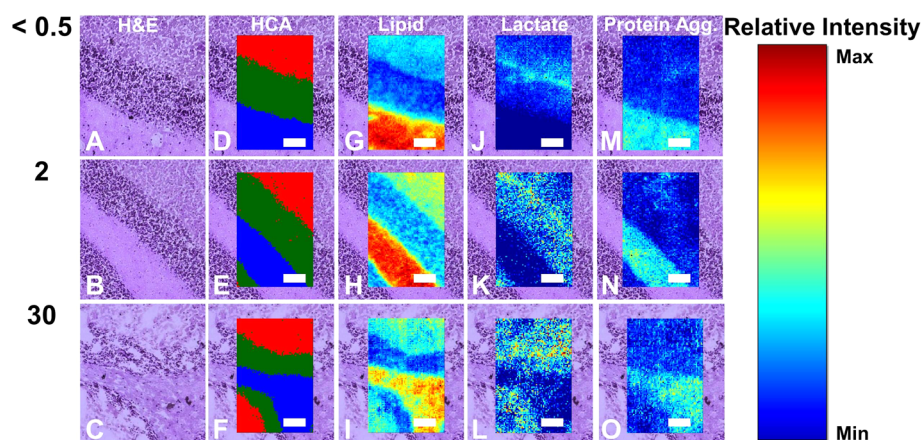 H&E HCA Lipid Lactate Protein Agg. Relative Intensity
< 0.5
Max
A D G J M
2
B E H K N
30
C F I L O
Min